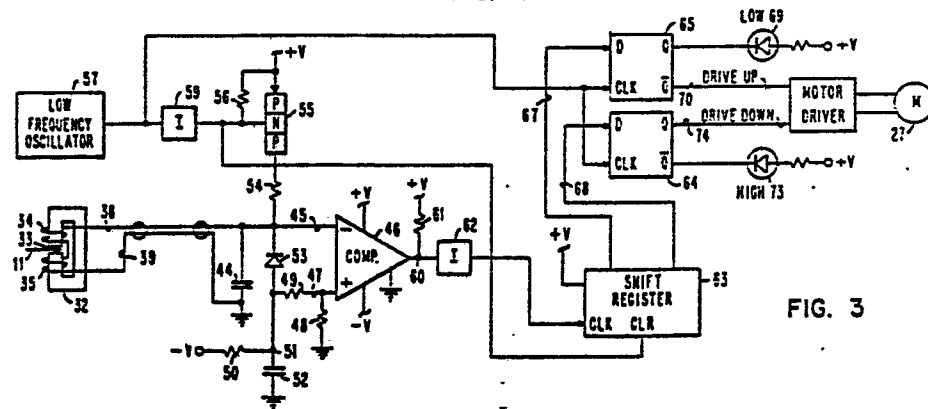 57
LOW
FREQUENCY
OSCILLATOR
59
I
56
+V
P
N
P
55
54
65
D
Q
CLK
Q
LOW 69
+V
DRIVE UP
70
67
D
Q
CLK
Q
74
DRIVE DOWN
64
68
MOTOR
DRIVER
M
27
HIGH 73
+V
34
33
11
35
32
38
39
44
45
46
+V
COMP.
-
+
-V
53
49
47
48
51
50
-V
52
+V
61
60
62
I
+V
SHIFT
REGISTER
63
CLK CLR
FIG. 3